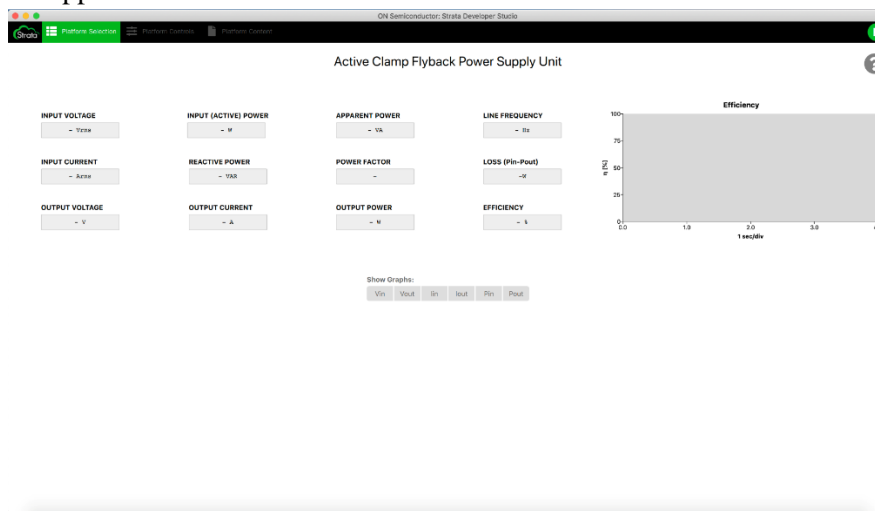 ON Semiconductor: Strata Developer Studio
Strata Platform Selection Platform Controls Platform Content
Active Clamp Flyback Power Supply Unit
?
INPUT VOLTAGE INPUT (ACTIVE) POWER APPARENT POWER LINE FREQUENCY
- Vrms - W - VA - Hz
INPUT CURRENT REACTIVE POWER POWER FACTOR LOSS (Pin-Pout)
- Arms - VAR - -W
OUTPUT VOLTAGE OUTPUT CURRENT OUTPUT POWER EFFICIENCY
- V - A - W - %
Efficiency
100
75
50
25
0
η [%]
0.0 1.0 2.0 3.0
1 sec/div
Show Graphs:
Vin Vout Iin Iout Pin Pout